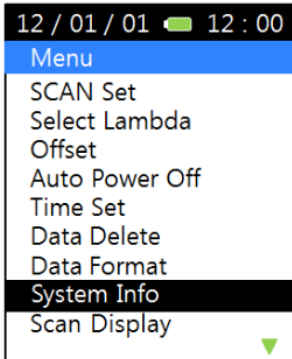 12 / 01 / 01 12 : 00
Menu
SCAN Set
Select Lambda
Offset
Auto Power Off
Time Set
Data Delete
Data Format
System Info
Scan Display